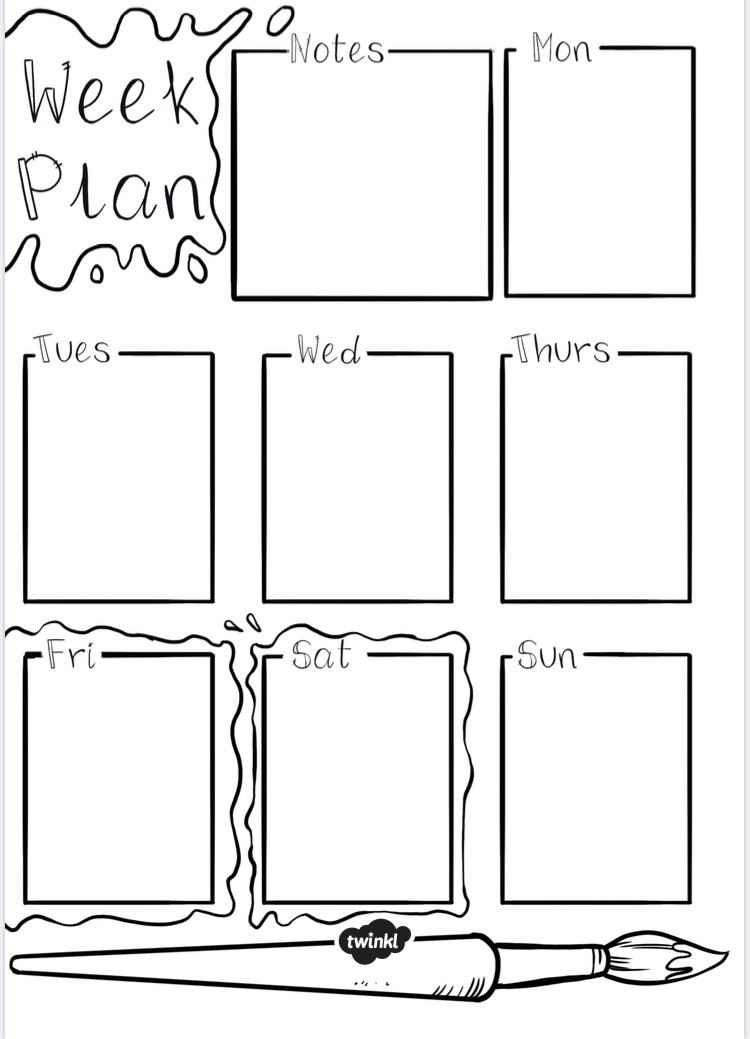 Week
Plan
Notes
Mon
Tues
Wed
Thurs
Fri
Sat
Sun
twinkl